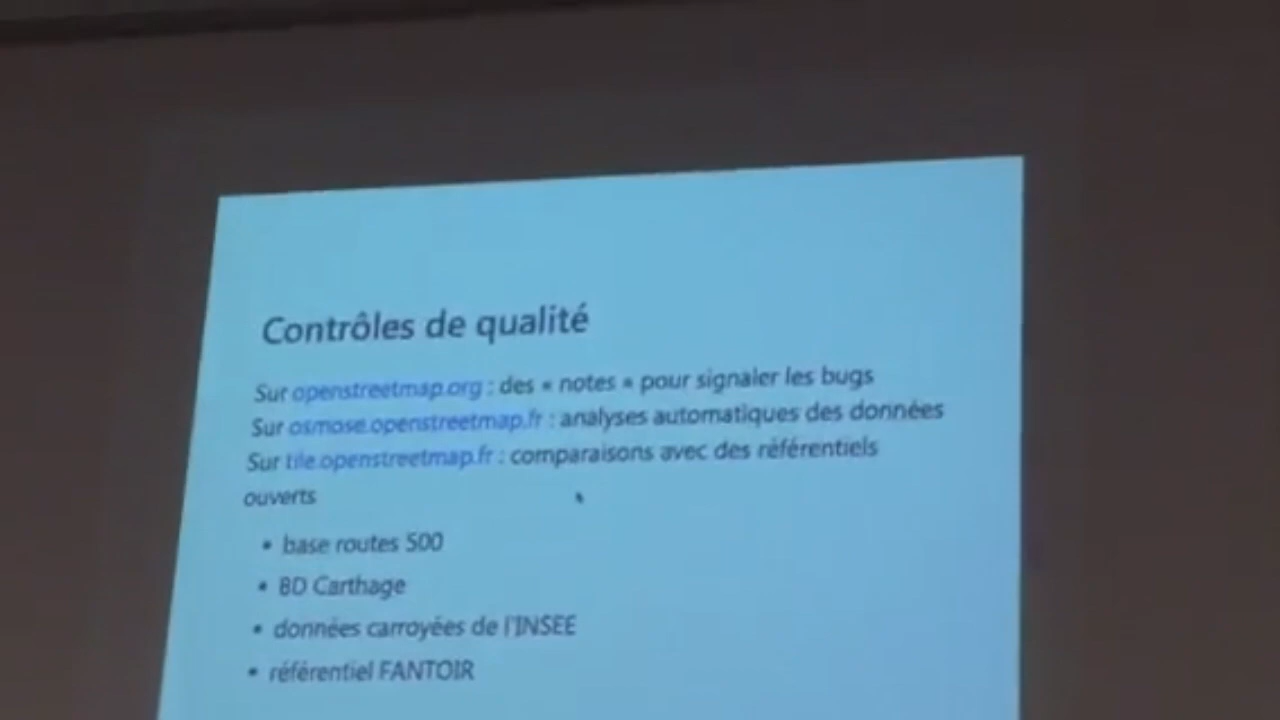 Contrôles de qualité
Sur openstreetmap.org : des « notes » pour signaler les bugs
Sur osmose.openstreetmap.fr : analyses automatiques des données
Sur tile.openstreetmap.fr : comparaisons avec des référentiels
ouverts
• base routes 500
• BD Carthage
• données carroyées de l'INSEE
• référentiel FANTOIR